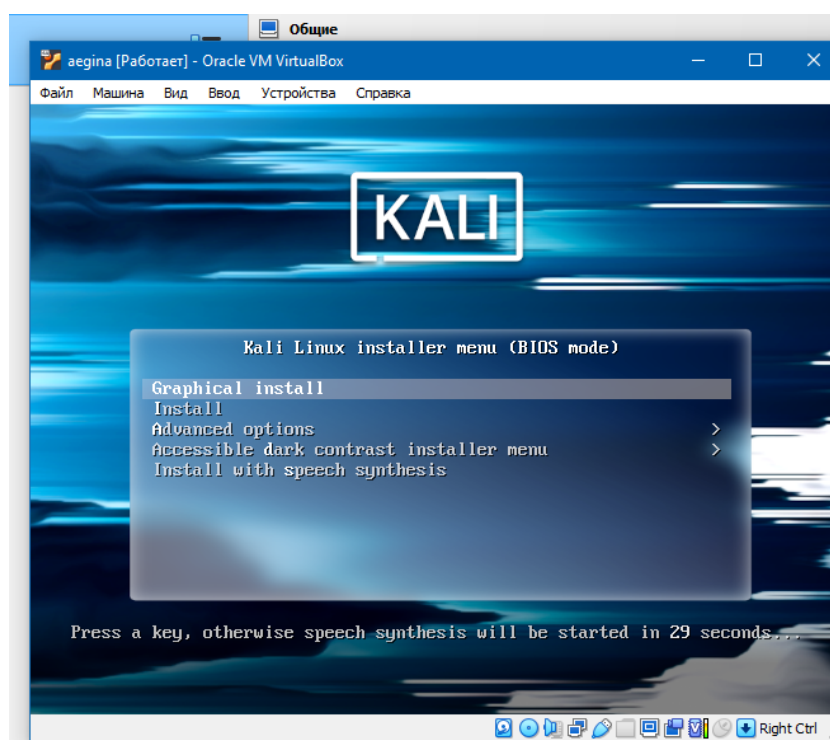 Общие
aegina [Работает] - Oracle VM VirtualBox
Файл Машина Вид Ввод Устройства Справка
KALI
Kali Linux installer menu (BIOS mode)
Graphical install
Install
Advanced options >
Accessible dark contrast installer menu >
Install with speech synthesis
Press a key, otherwise speech synthesis will be started in 29 seconds...
Right Ctrl